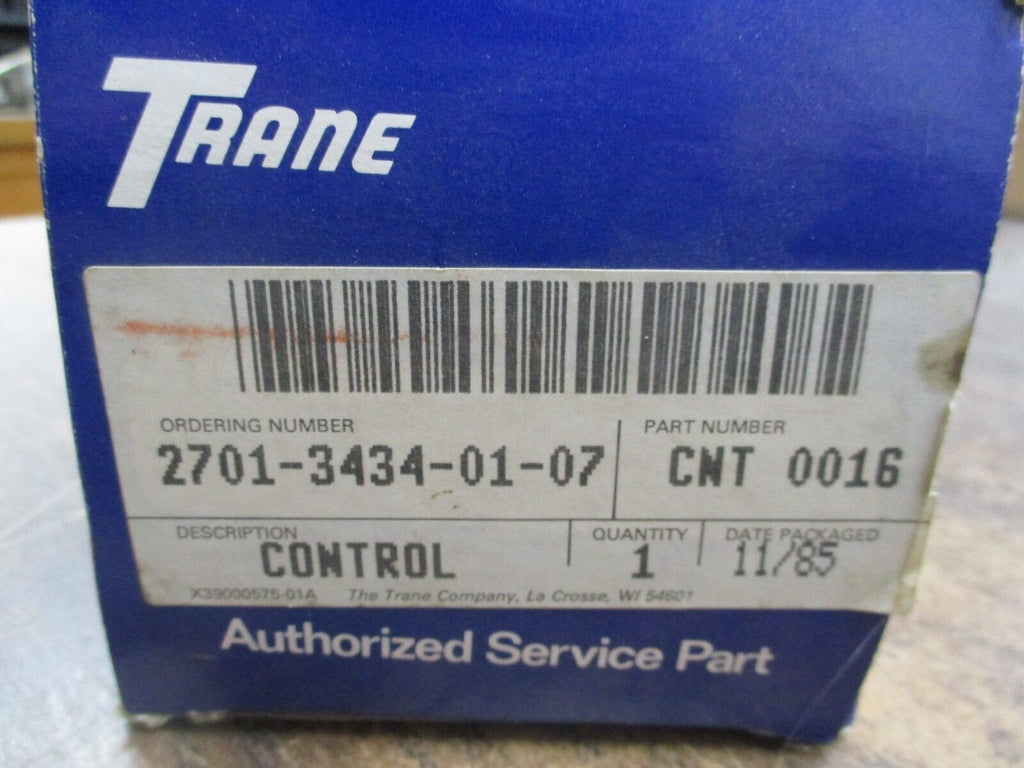 TRANE
ORDERING NUMBER PART NUMBER
2701-3434-01-07 CNT 0016
DESCRIPTION QUANTITY DATE PACKAGED
CONTROL 1 11/85
X39000575-01A The Trane Company, La Crosse, WI 54601
Authorized Service Part